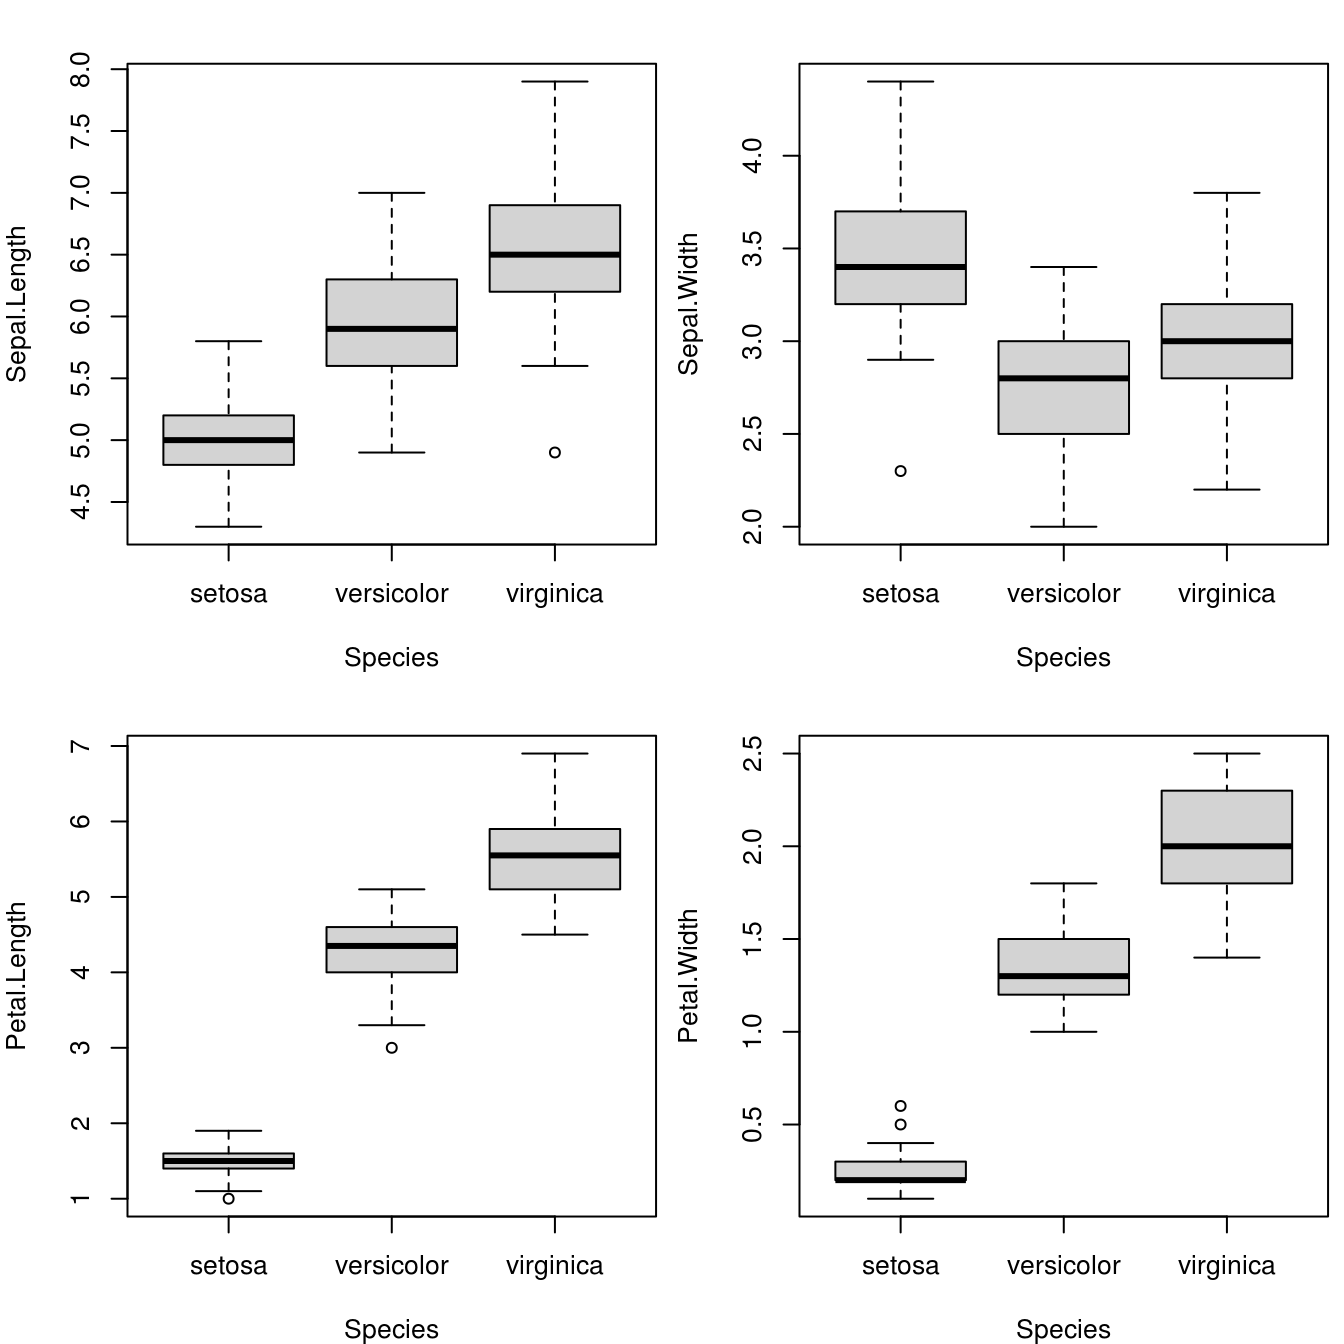 Sepal.Length
8.0
7.5
7.0
6.5
6.0
5.5
5.0
4.5
setosa versicolor virginica
Species
Sepal.Width
4.0
3.5
3.0
2.5
2.0
setosa versicolor virginica
Species
Petal.Length
7
6
5
4
3
2
1
setosa versicolor virginica
Species
Petal.Width
2.5
2.0
1.5
1.0
0.5
setosa versicolor virginica
Species